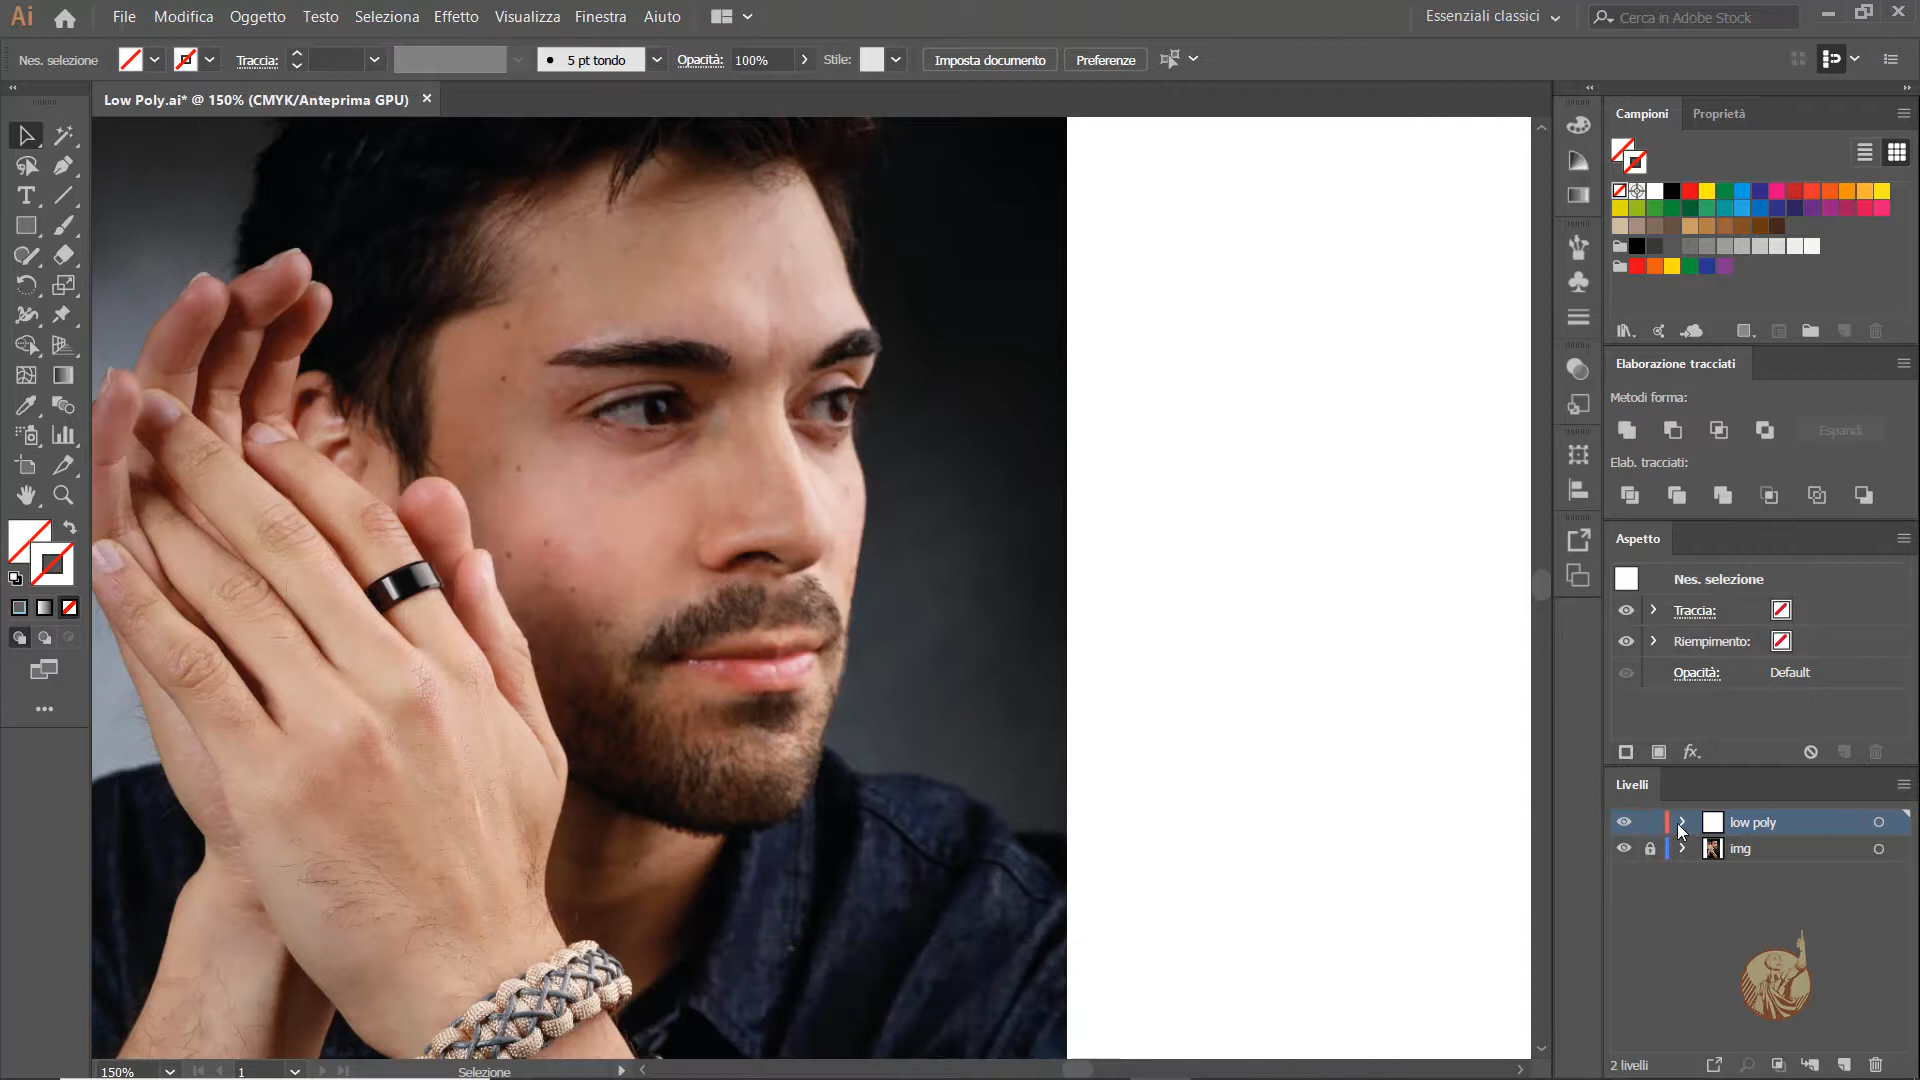 Ai File Modifica Oggetto Testo Seleziona Effetto Visualizza Finestra Aiuto Essenziali classici Cerca in Adobe Stock
Nes. selezione Traccia: 5 pt tondo Opacità: 100% Stile: Imposta documento Preferenze
Low Poly.ai* @ 150% (CMYK/Anteprima GPU)
Campioni Proprietà
Elaborazione tracciati
Metodi forma:
Espandi
Elab. tracciati:
Aspetto
Nes. selezione
Traccia:
Riempimento:
Opacità: Default
fx
Livelli
low poly
img
2 livelli
150% 1 Selezione